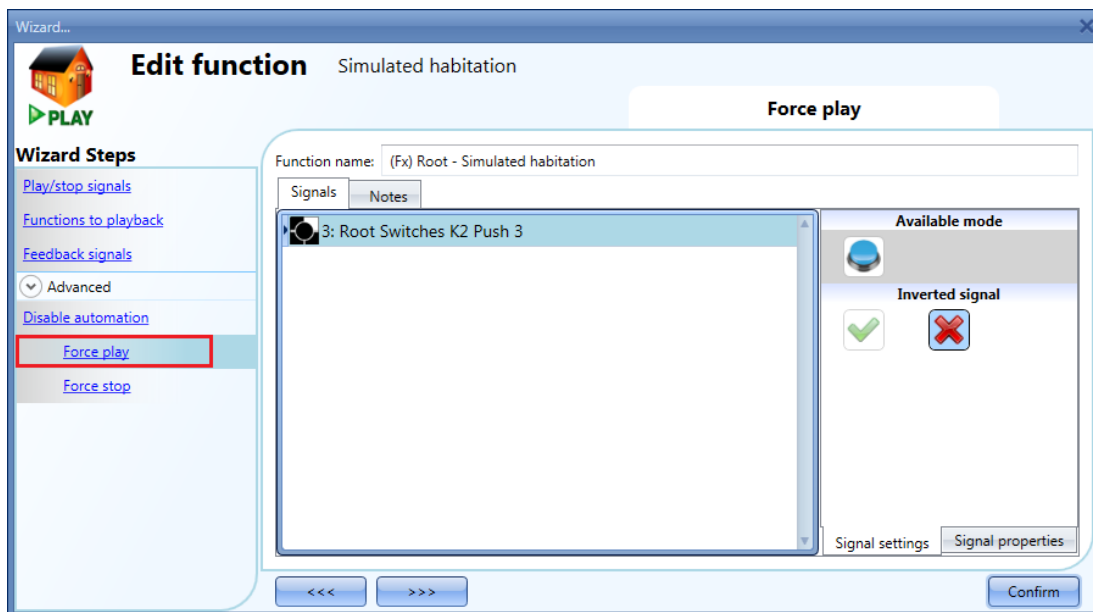 Wizard...
Edit function Simulated habitation
PLAY
Force play
Wizard Steps
Play/stop signals
Functions to playback
Feedback signals
Advanced
Disable automation
Force play
Force stop
Function name: (Fx) Root - Simulated habitation
Signals Notes
3: Root Switches K2 Push 3
Available mode
Inverted signal
Signal settings Signal properties
<<< >>> Confirm